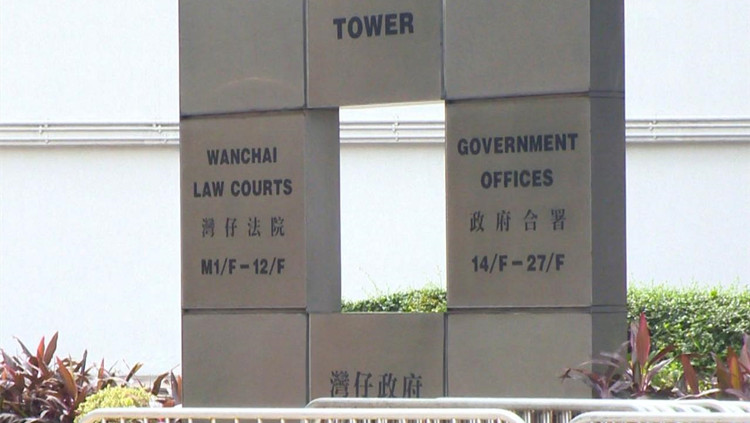 TOWER
WANCHAI
LAW COURTS
灣仔法院
M1/F-12/F
GOVERNMENT
OFFICES
政府合署
14/F-27/F
灣仔政府